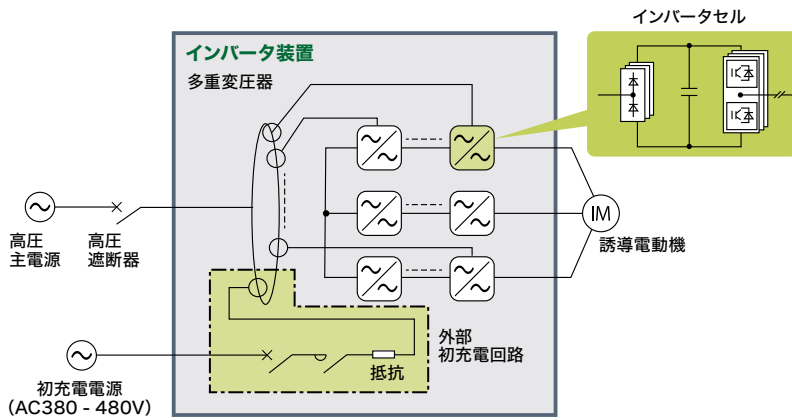 インバータセル
インバータ装置
多重変圧器
IM
高圧
主電源
高圧
遮断器
誘導電動機
外部
初充電回路
抵抗
初充電電源
(AC380 - 480V)